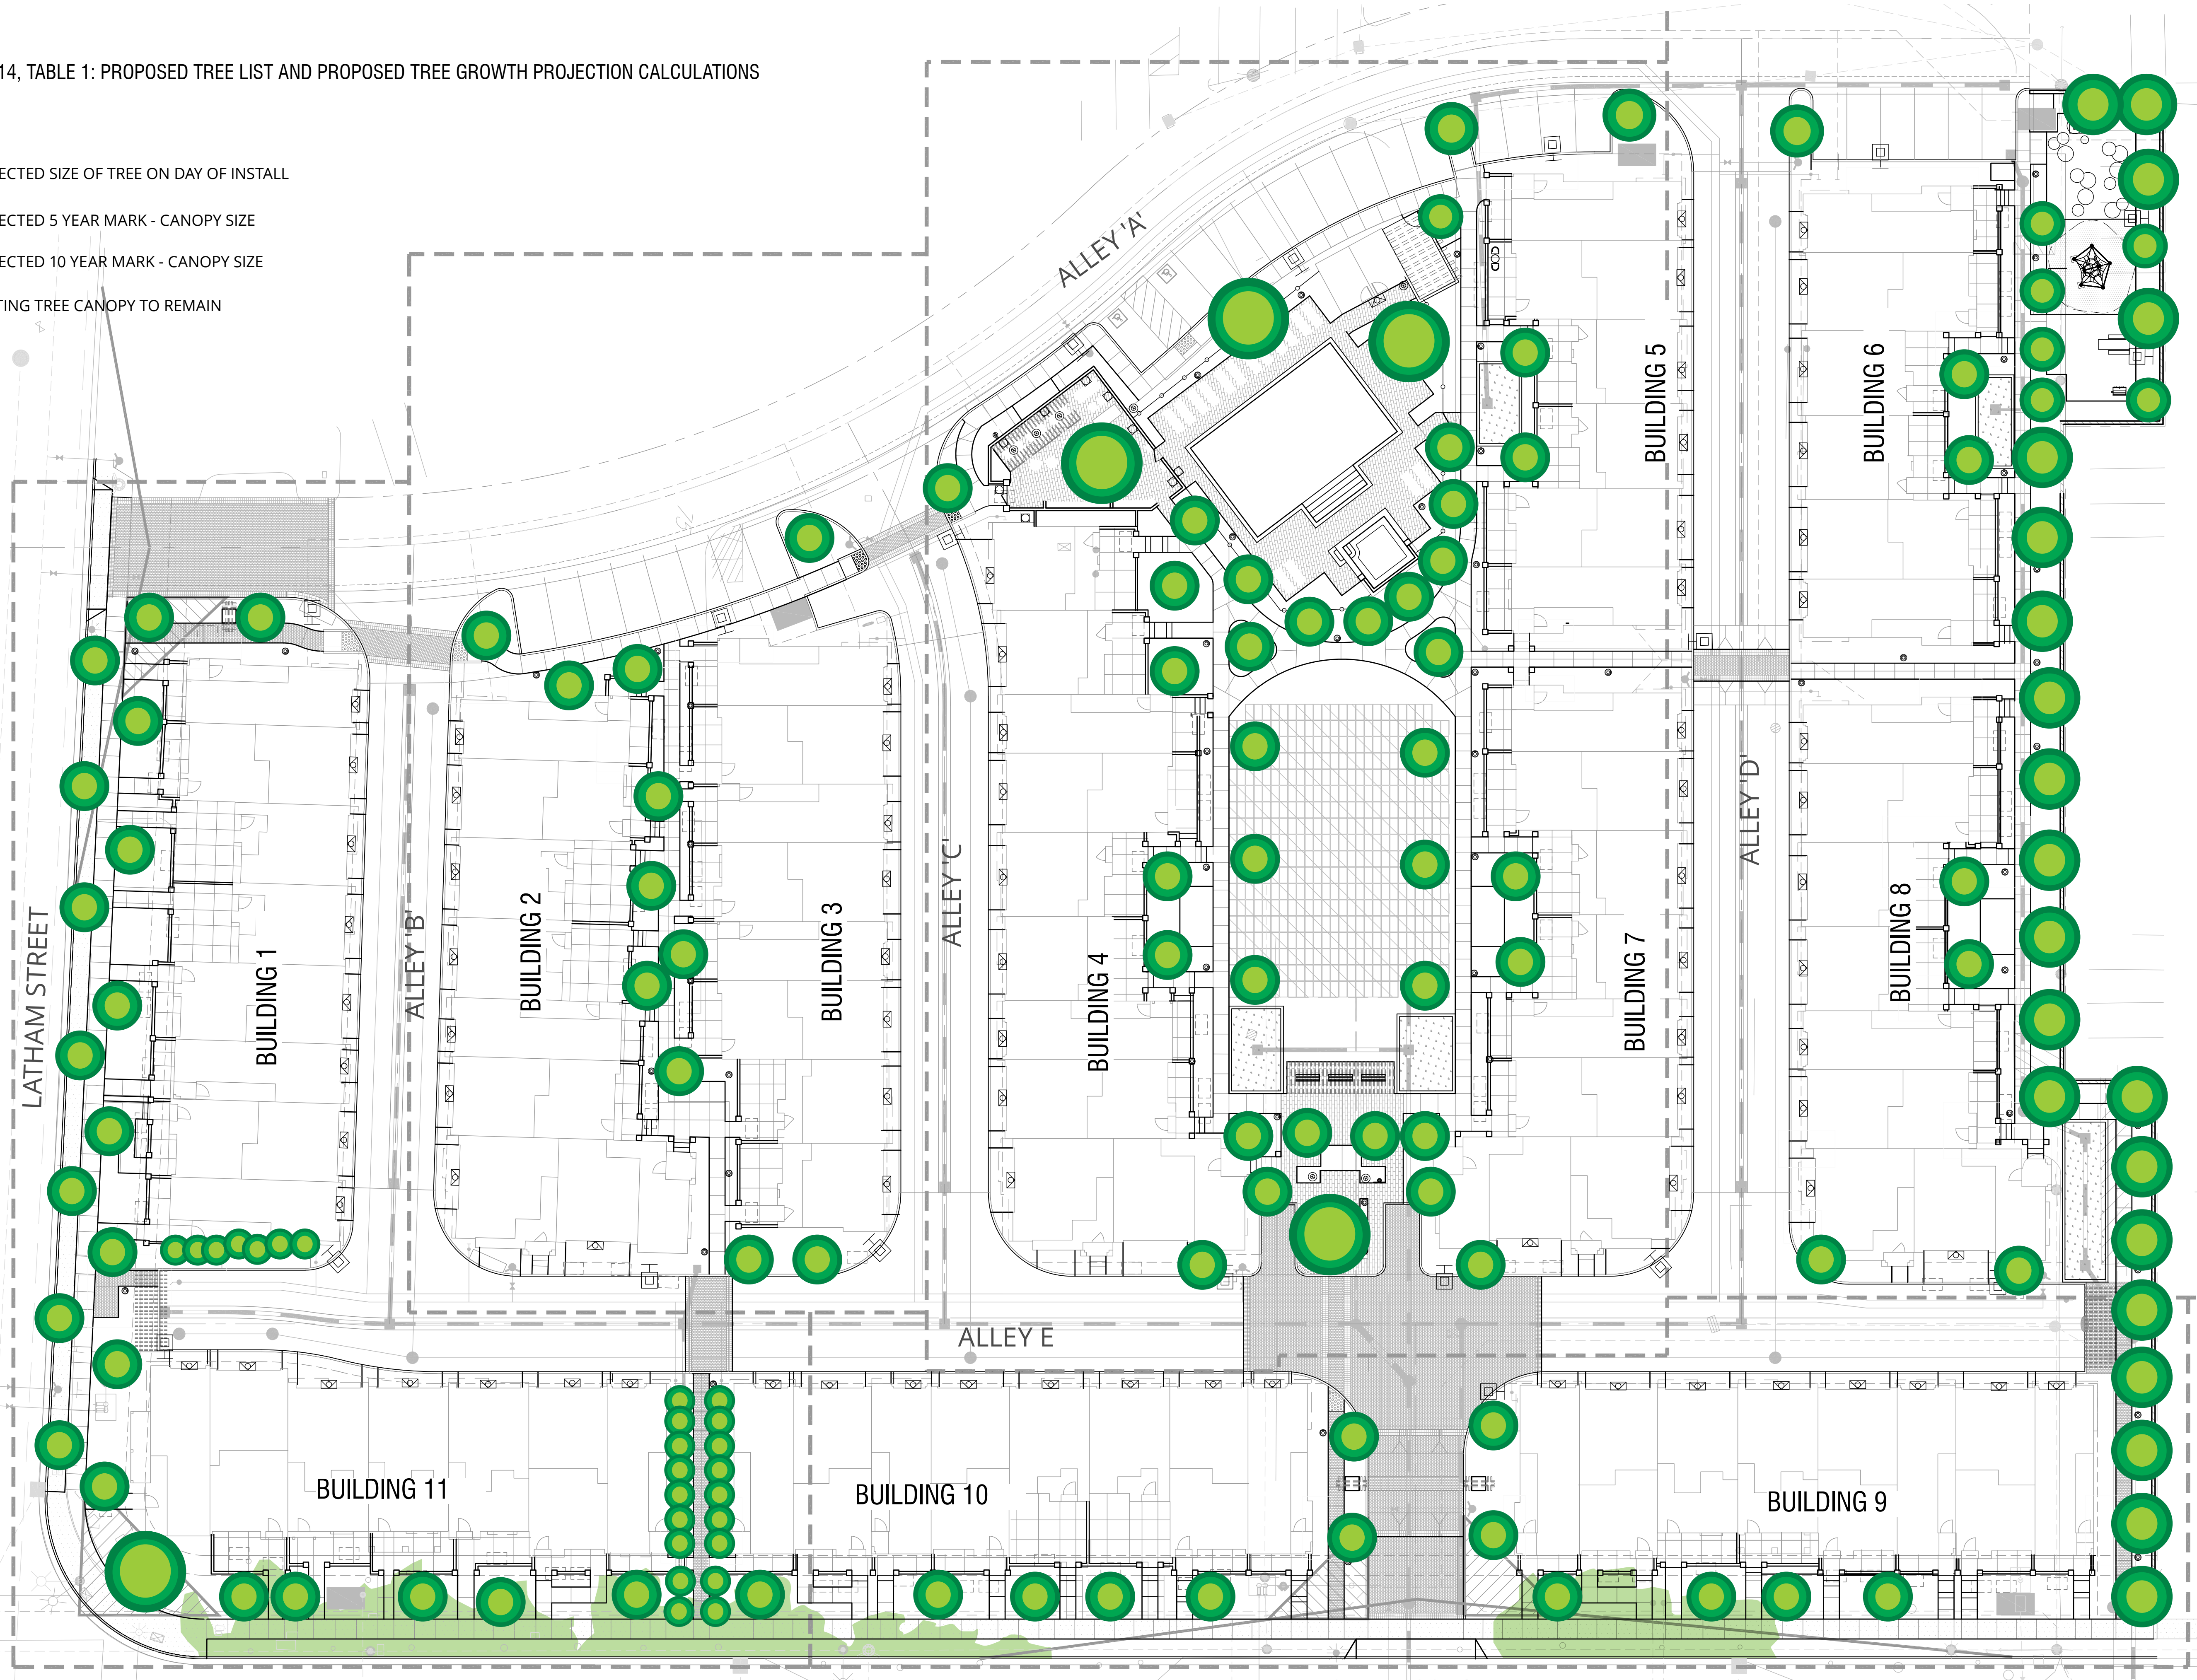 14, TABLE 1: PROPOSED TREE LIST AND PROPOSED TREE GROWTH PROJECTION CALCULATIONS
ECTED SIZE OF TREE ON DAY OF INSTALL
ECTED 5 YEAR MARK - CANOPY SIZE
ECTED 10 YEAR MARK - CANOPY SIZE
TING TREE CANOPY TO REMAIN
ALLEY 'A'
BUILDING 5
BUILDING 6
LATHAM STREET
BUILDING 1
ALLEY 'B'
BUILDING 2
BUILDING 3
ALLEY 'C'
BUILDING 4
BUILDING 7
ALLEY 'D'
BUILDING 8
ALLEY E
BUILDING 11
BUILDING 10
BUILDING 9